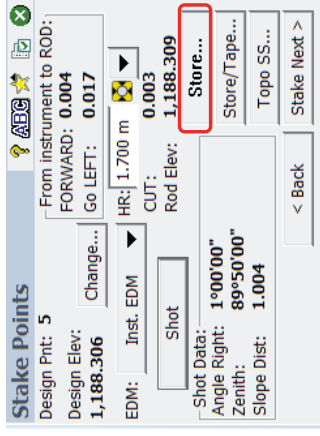 Stake Points
ABC
Design Pnt: 5
Design Elev:
1,188.306
Change...
EDM:
Inst. EDM
Shot
Shot Data:
Angle Right: 1°00'00"
Zenith: 89°50'00"
Slope Dist: 1.004
From instrument to ROD:
FORWARD: 0.004
Go LEFT: 0.017
HR: 1.700 m
CUT: 0.003
Rod Elev: 1,188.309
Store...
Store/Tape...
Topo SS...
< Back
Stake Next >